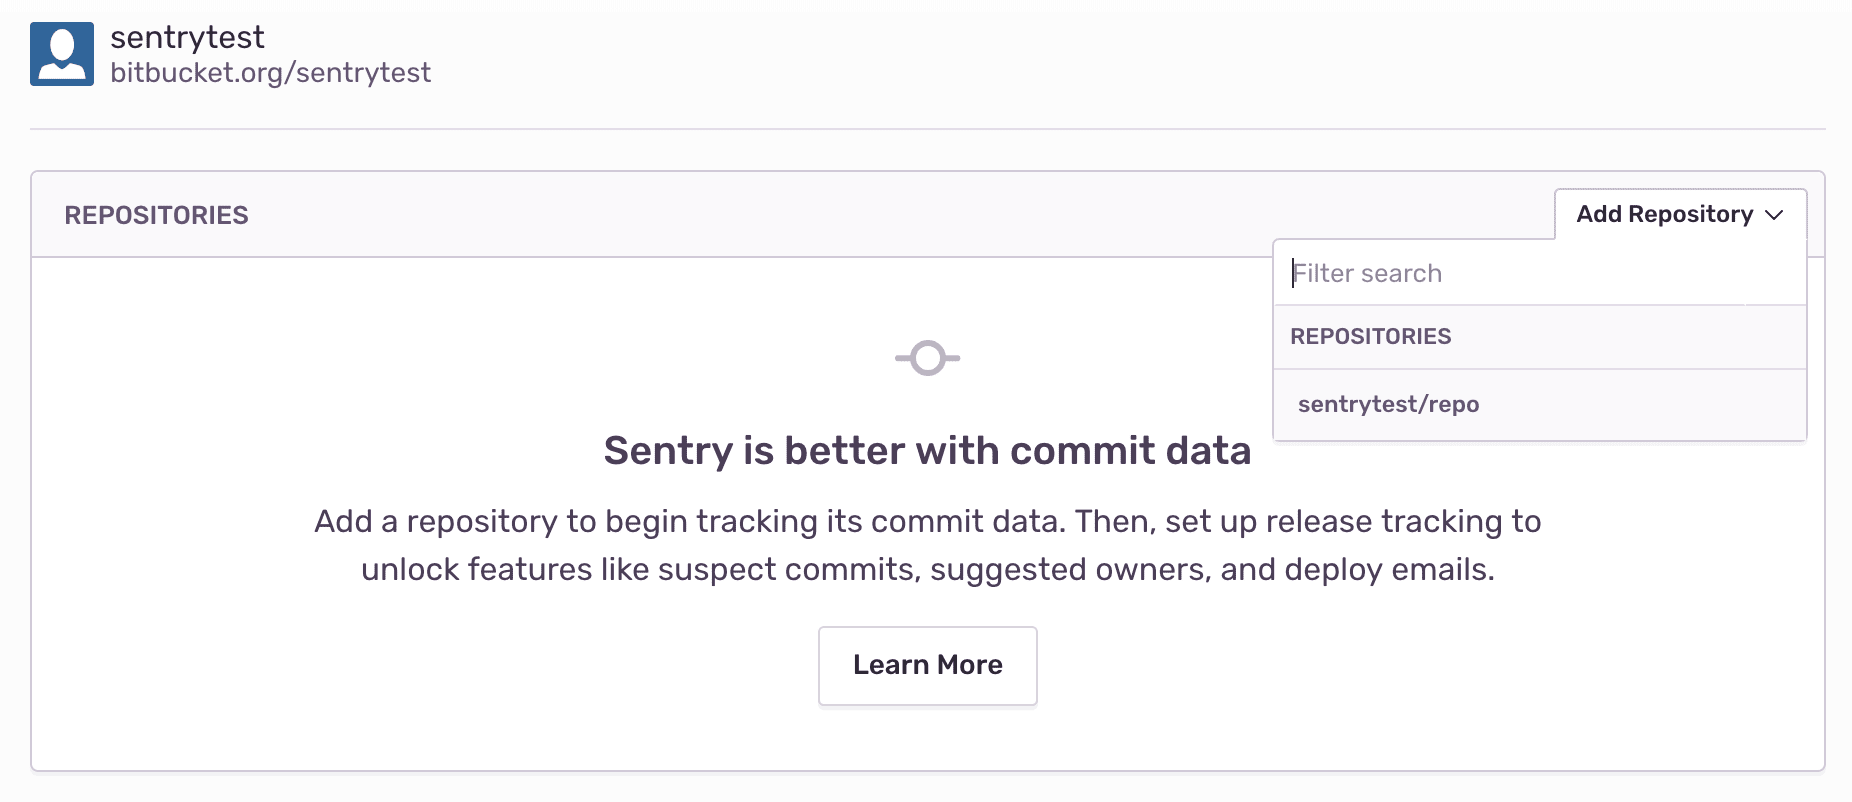 sentrytest
bitbucket.org/sentrytest
REPOSITORIES
Add Repository
Filter search
REPOSITORIES
sentrytest/repo
Sentry is better with commit data
Add a repository to begin tracking its commit data. Then, set up release tracking to
unlock features like suspect commits, suggested owners, and deploy emails.
Learn More